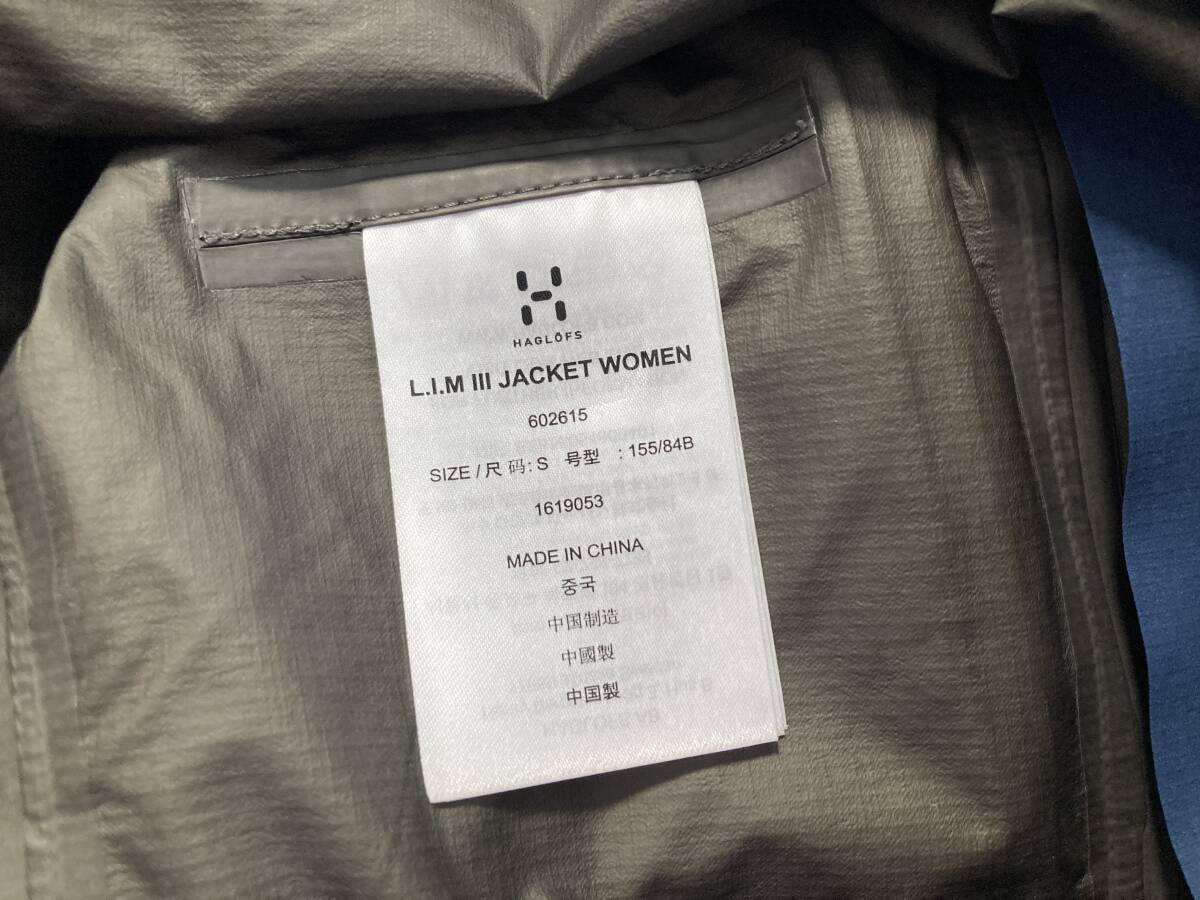 HAGLÖFS
L.I.M III JACKET WOMEN
602615
SIZE / 尺 码: S 号型 : 155/84B
1619053
MADE IN CHINA
중국
中国制造
中國製
中国製